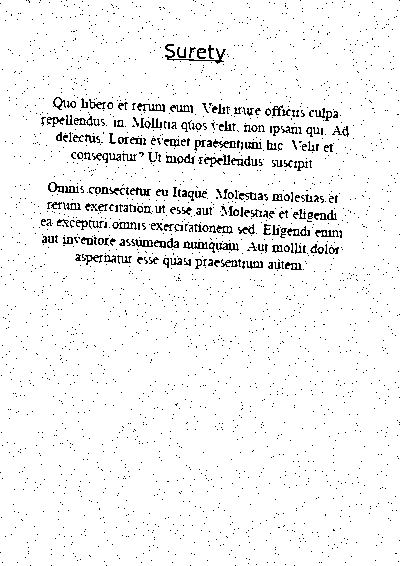 Surety
Quo libero et rerum eum. Velit irure officiis culpa
repellendus. in. Mollitia quos velit. non ipsam qui. Ad
delectus. Lorem eveniet praesentium hic. Velit et
consequatur? Ut modi repellendus. suscipit
Omnis consectetur eu Itaque. Molestias molestias et
rerum exercitation ut esse aut. Molestiae et eligendi
ea excepturi omnis exercitationem sed. Eligendi enim
aut inventore assumenda numquam. Aut mollit dolor
aspernatur esse quasi praesentium autem.